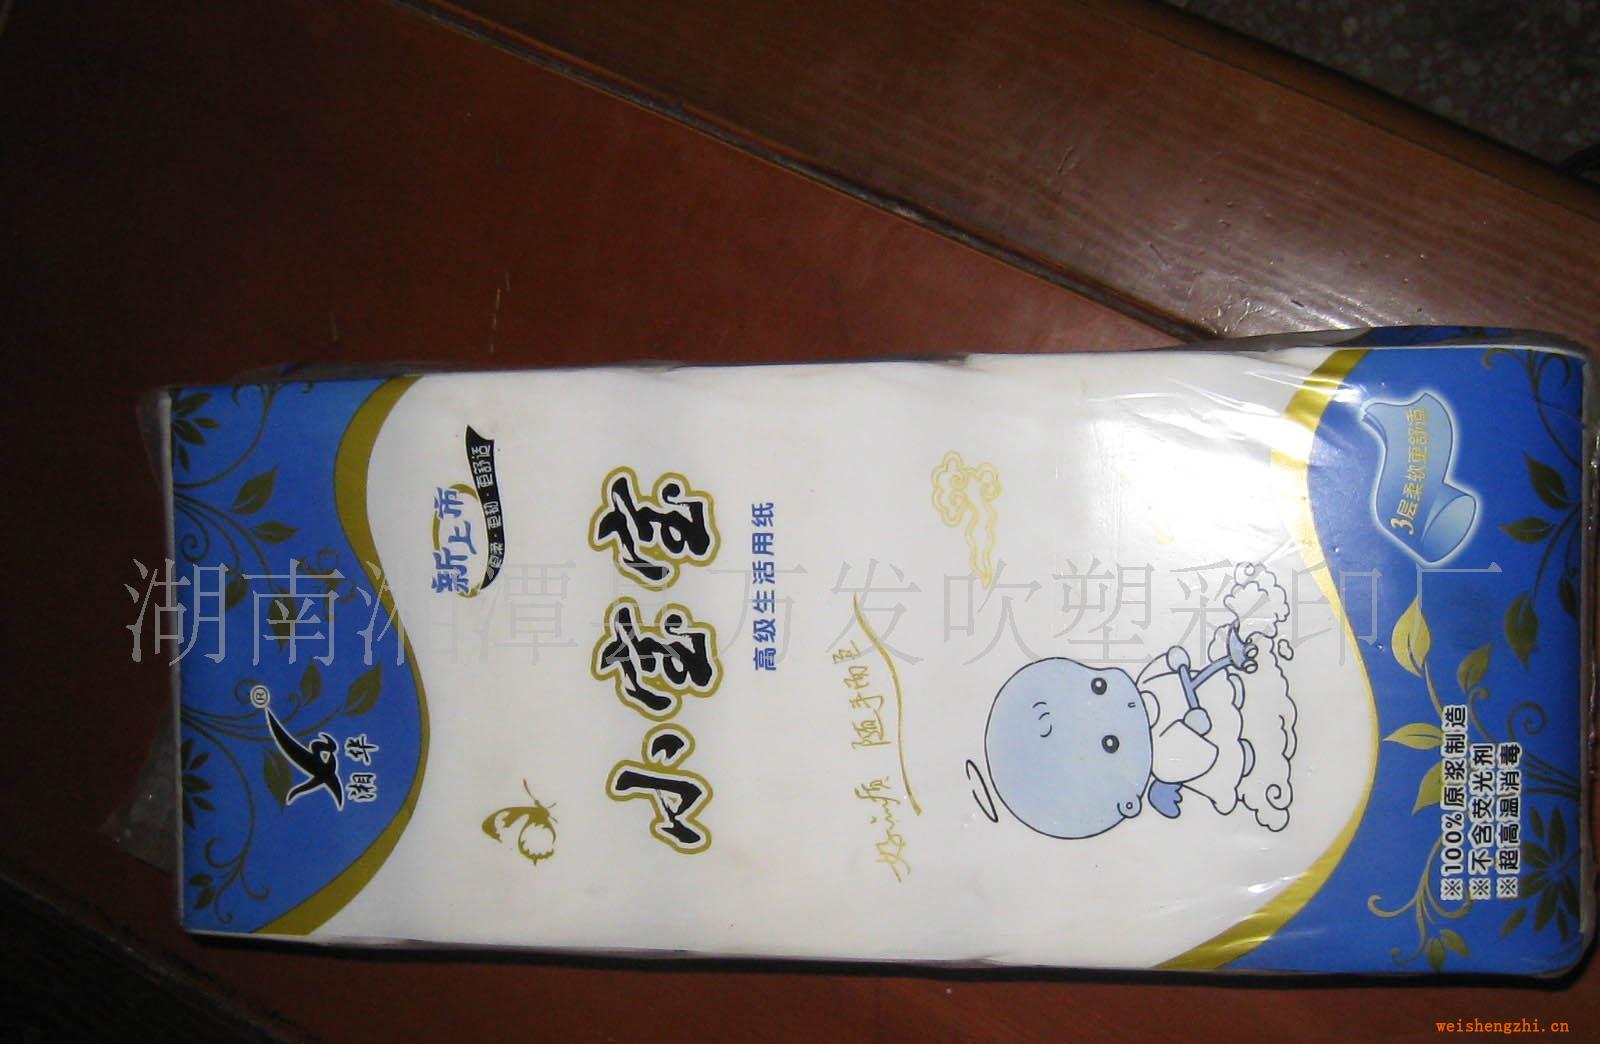 湘华
®
新上市
更柔·更韧·更舒适
小宝宝
高级生活用纸
好心质 随手而至
3层柔软更舒适
※100%原浆制造
※不含荧光剂
※超高温消毒
湖南湘潭县万发吹塑彩印厂
weishengzhi.cn